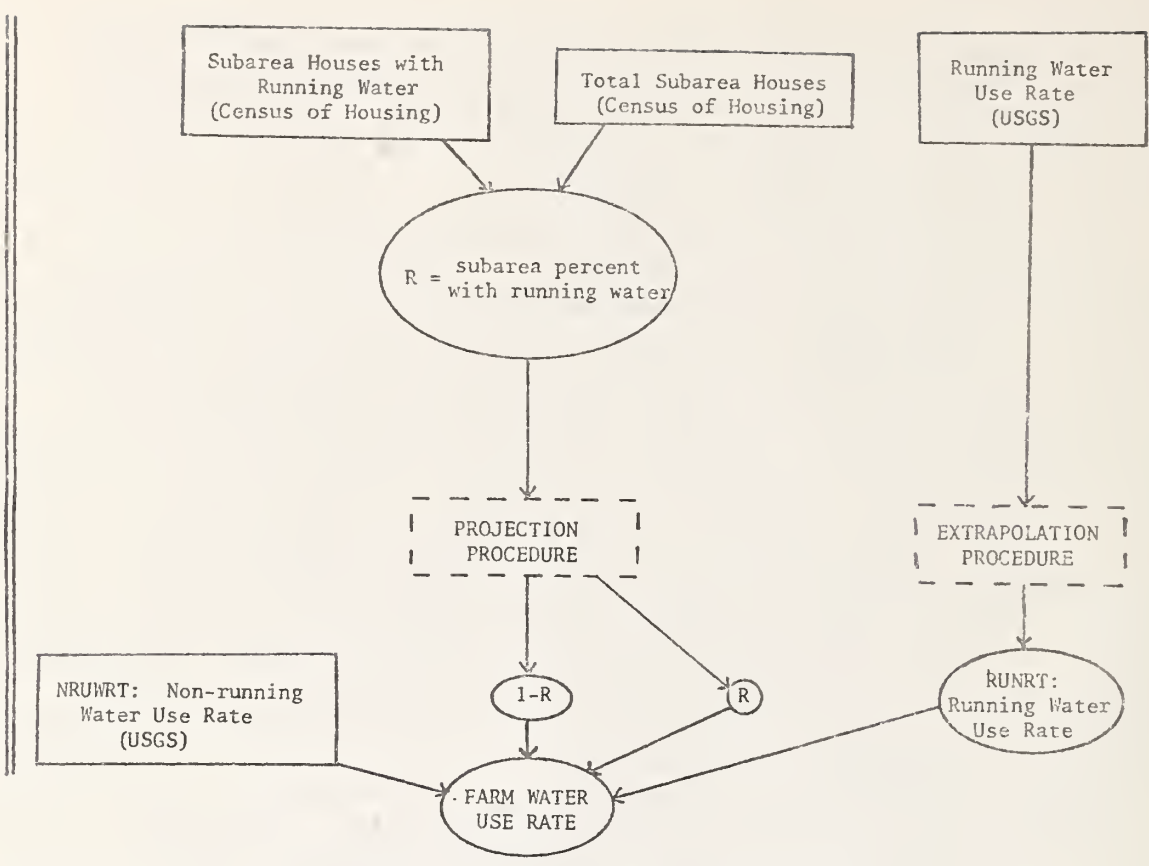 Subarea Houses with
Running Water
(Census of Housing)
Total Subarea Houses
(Census of Housing)
Running Water
Use Rate
(USGS)
R = subarea percent
with running water
PROJECTION
PROCEDURE
EXTRAPOLATION
PROCEDURE
NRUWRT: Non-running
Water Use Rate
(USGS)
1-R
R
RUNRT:
Running Water
Use Rate
FARM WATER
USE RATE